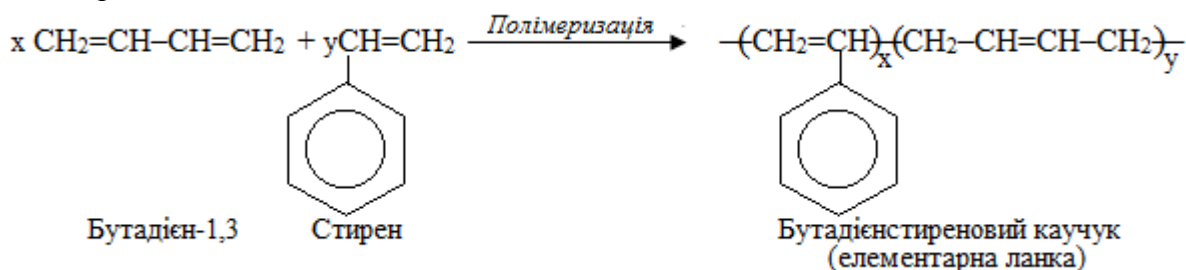 Полімеризація
x CH₂=CH–CH=CH₂ + yCH=CH₂ –(CH₂=CH)ₓ(CH₂–CH=CH–CH₂)y–
Бутадієн-1,3 Стирен Бутадієнстиреновий каучук
(елементарна ланка)